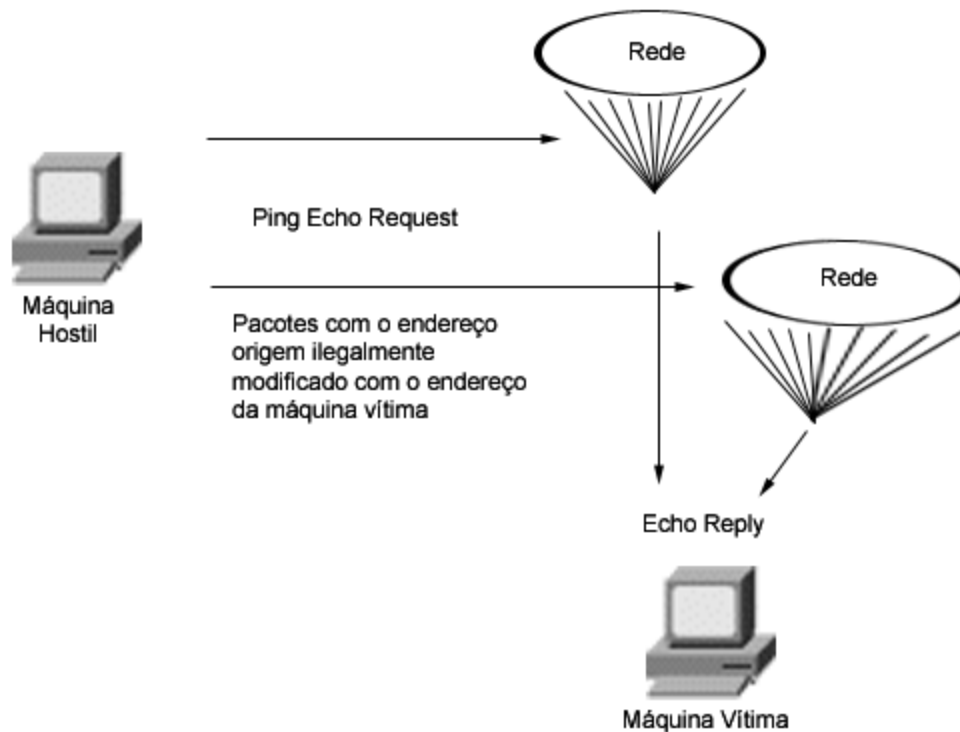 Rede
Ping Echo Request
Máquina
Hostil
Rede
Pacotes com o endereço
origem ilegalmente
modificado com o endereço
da máquina vítima
Echo Reply
Máquina Vítima